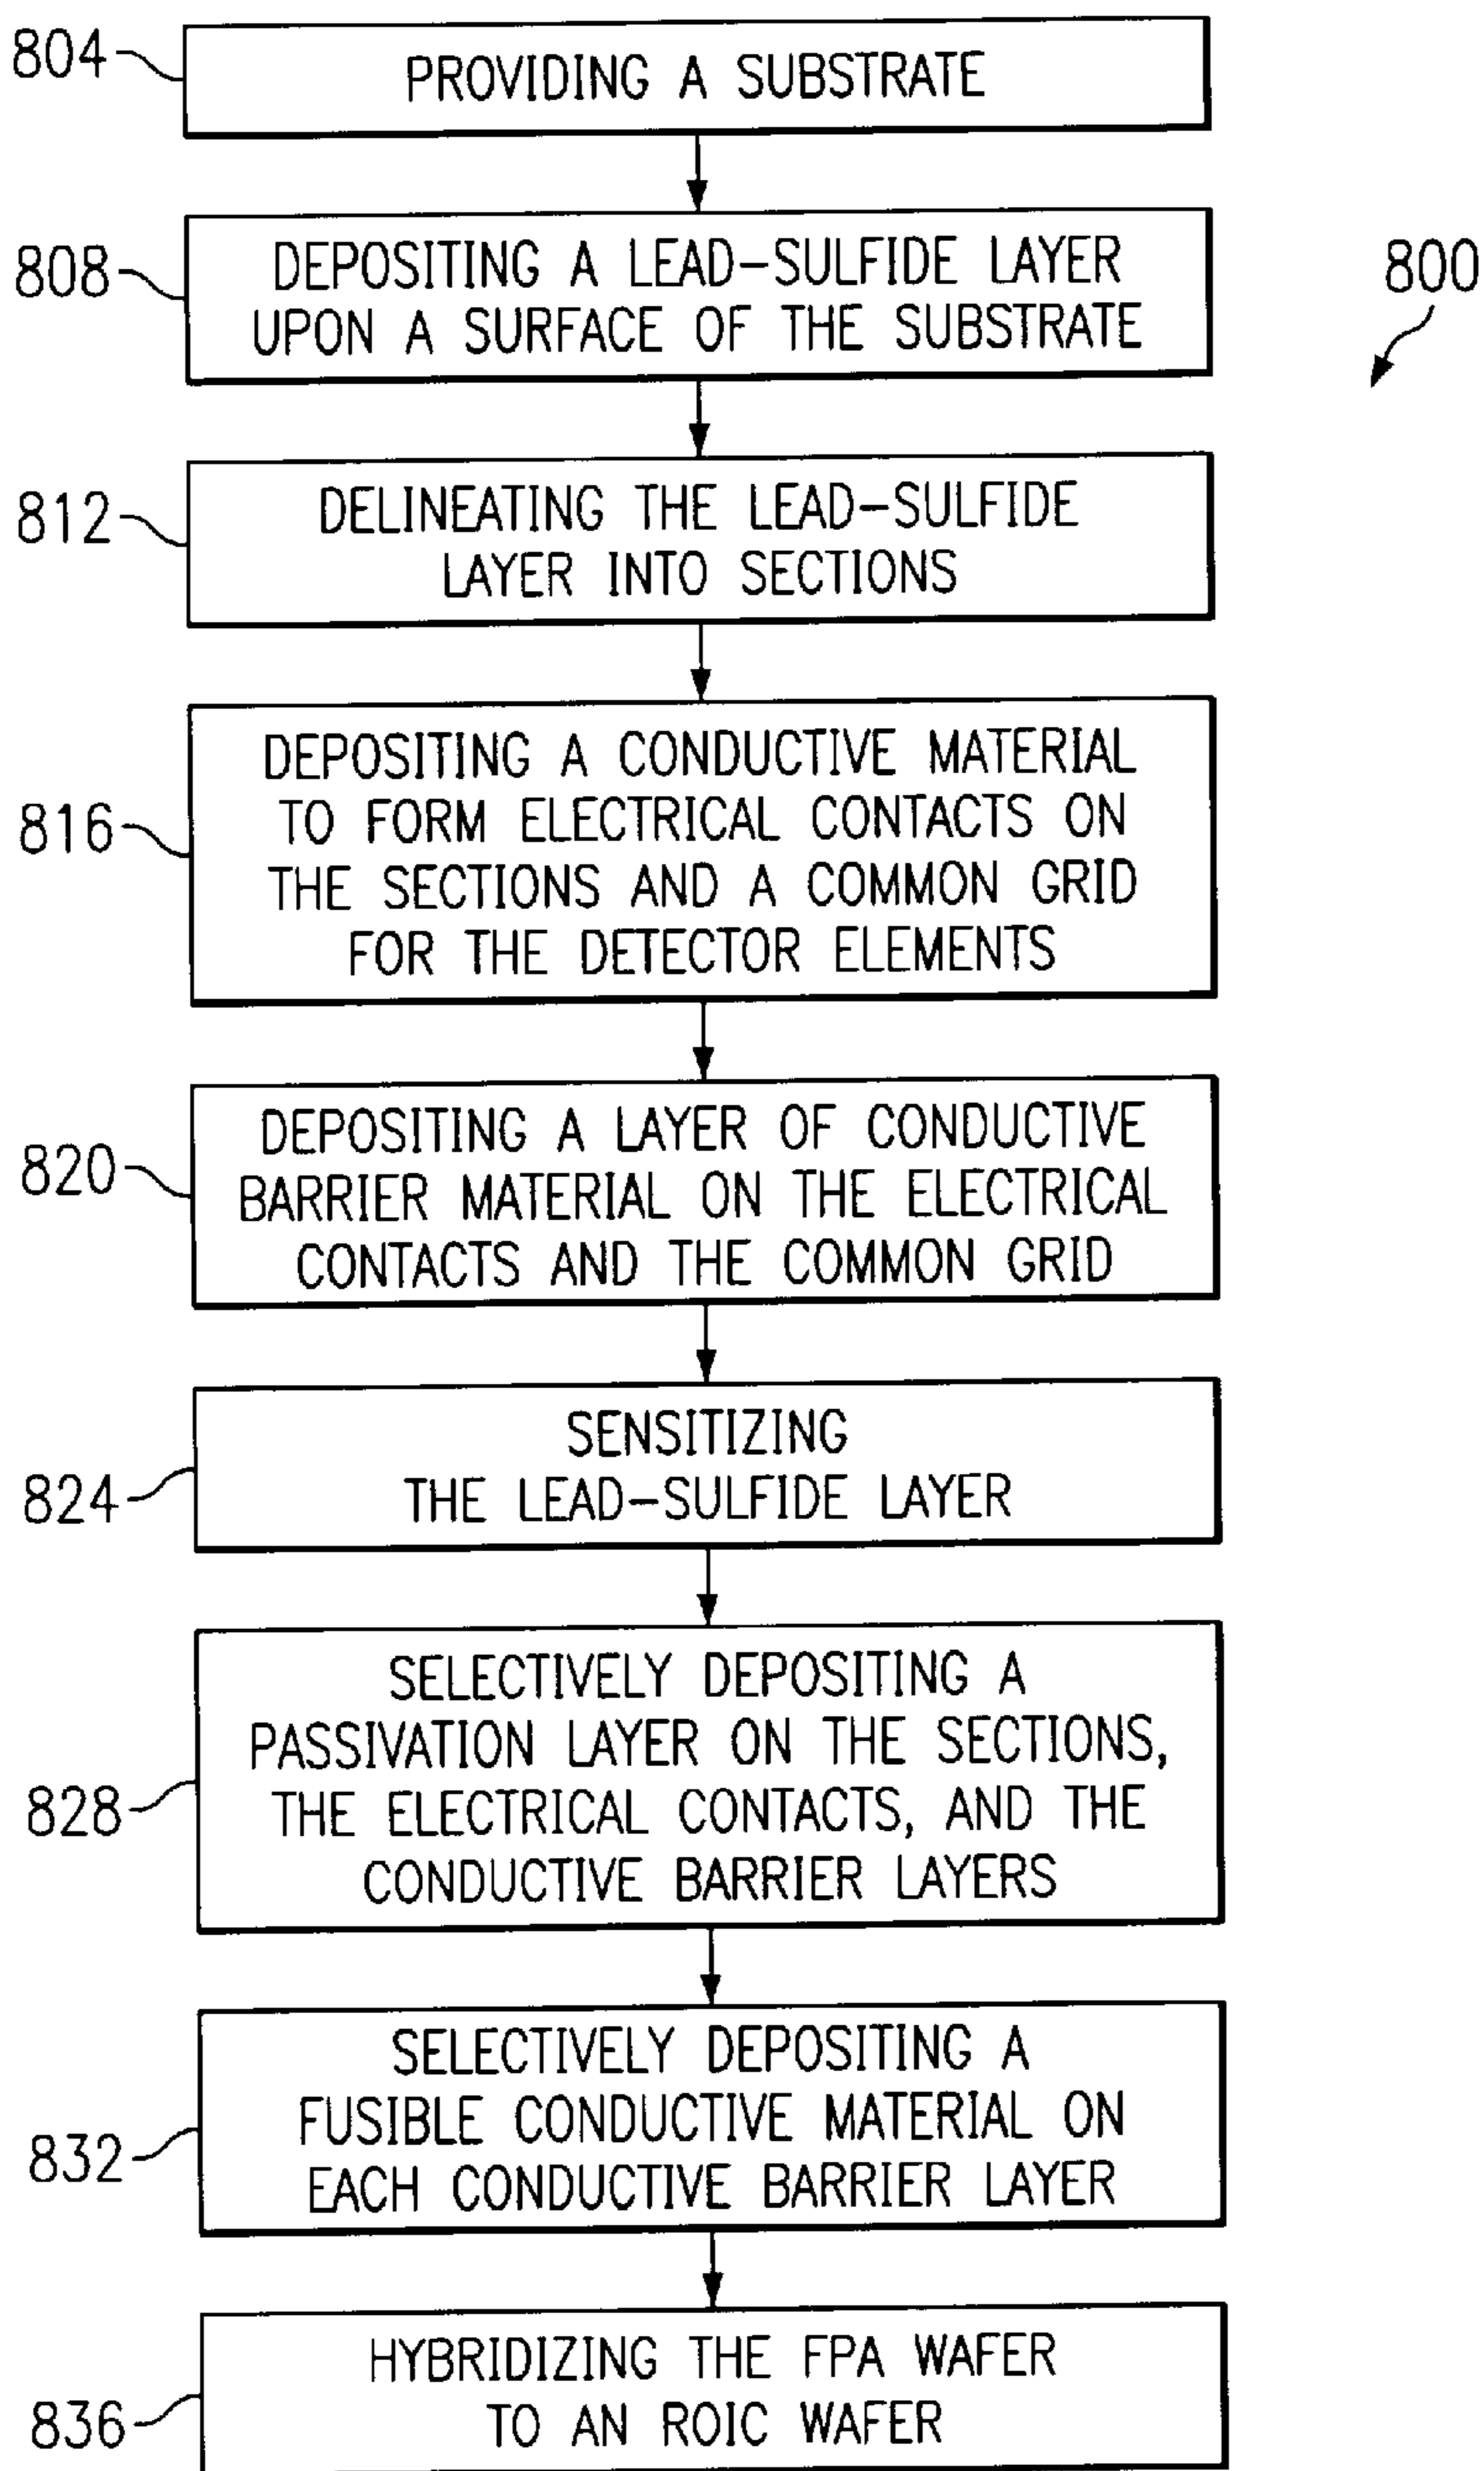 804
PROVIDING A SUBSTRATE
808
DEPOSITING A LEAD-SULFIDE LAYER
UPON A SURFACE OF THE SUBSTRATE
800
812
DELINEATING THE LEAD-SULFIDE
LAYER INTO SECTIONS
816
DEPOSITING A CONDUCTIVE MATERIAL
TO FORM ELECTRICAL CONTACTS ON
THE SECTIONS AND A COMMON GRID
FOR THE DETECTOR ELEMENTS
820
DEPOSITING A LAYER OF CONDUCTIVE
BARRIER MATERIAL ON THE ELECTRICAL
CONTACTS AND THE COMMON GRID
824
SENSITIZING
THE LEAD-SULFIDE LAYER
828
SELECTIVELY DEPOSITING A
PASSIVATION LAYER ON THE SECTIONS,
THE ELECTRICAL CONTACTS, AND THE
CONDUCTIVE BARRIER LAYERS
832
SELECTIVELY DEPOSITING A
FUSIBLE CONDUCTIVE MATERIAL ON
EACH CONDUCTIVE BARRIER LAYER
836
HYBRIDIZING THE FPA WAFER
TO AN ROIC WAFER